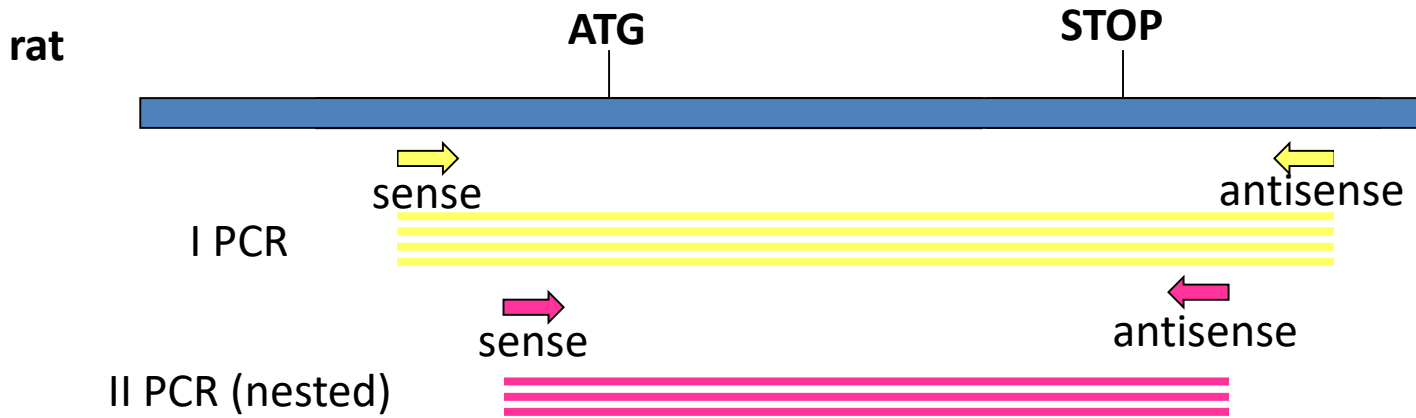 rat
ATG
STOP
sense
antisense
I PCR
sense
antisense
II PCR (nested)